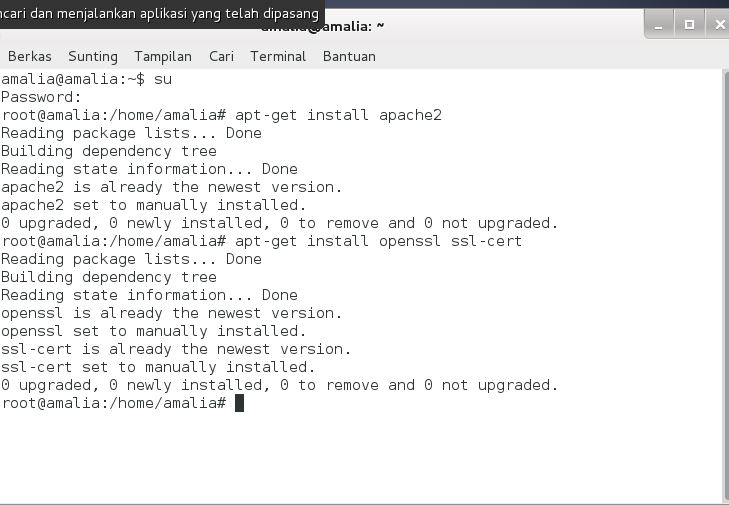 dan menjalankan aplikasi yang telah dipasang
amalia@amalia: ~
Berkas Sunting Tampilan Cari Terminal Bantuan
amalia@amalia:~$ su
Password:
root@amalia:/home/amalia# apt-get install apache2
Reading package lists... Done
Building dependency tree
Reading state information... Done
apache2 is already the newest version.
apache2 set to manually installed.
0 upgraded, 0 newly installed, 0 to remove and 0 not upgraded.
root@amalia:/home/amalia# apt-get install openssl ssl-cert
Reading package lists... Done
Building dependency tree
Reading state information... Done
openssl is already the newest version.
openssl set to manually installed.
ssl-cert is already the newest version.
ssl-cert set to manually installed.
0 upgraded, 0 newly installed, 0 to remove and 0 not upgraded.
root@amalia:/home/amalia#